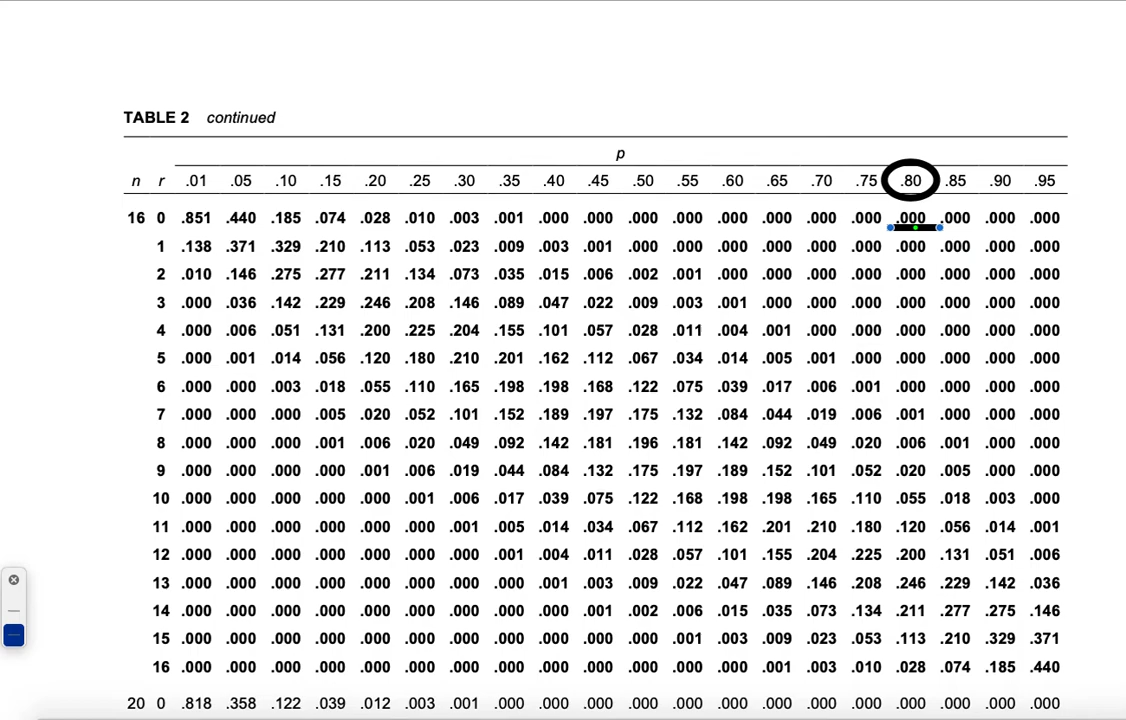 TABLE 2 continued
p
n r .01 .05 .10 .15 .20 .25 .30 .35 .40 .45 .50 .55 .60 .65 .70 .75 .80 .85 .90 .95
16 0 .851 .440 .185 .074 .028 .010 .003 .001 .000 .000 .000 .000 .000 .000 .000 .000 .000 .000 .000 .000
1 .138 .371 .329 .210 .113 .053 .023 .009 .003 .001 .000 .000 .000 .000 .000 .000 .000 .000 .000 .000
2 .010 .146 .275 .277 .211 .134 .073 .035 .015 .006 .002 .001 .000 .000 .000 .000 .000 .000 .000 .000
3 .000 .036 .142 .229 .246 .208 .146 .089 .047 .022 .009 .003 .001 .000 .000 .000 .000 .000 .000 .000
4 .000 .006 .051 .131 .200 .225 .204 .155 .101 .057 .028 .011 .004 .001 .000 .000 .000 .000 .000 .000
5 .000 .001 .014 .056 .120 .180 .210 .201 .162 .112 .067 .034 .014 .005 .001 .000 .000 .000 .000 .000
6 .000 .000 .003 .018 .055 .110 .165 .198 .198 .168 .122 .075 .039 .017 .006 .001 .000 .000 .000 .000
7 .000 .000 .000 .005 .020 .052 .101 .152 .189 .197 .175 .132 .084 .044 .019 .006 .001 .000 .000 .000
8 .000 .000 .000 .001 .006 .020 .049 .092 .142 .181 .196 .181 .142 .092 .049 .020 .006 .001 .000 .000
9 .000 .000 .000 .000 .001 .006 .019 .044 .084 .132 .175 .197 .189 .152 .101 .052 .020 .005 .000 .000
10 .000 .000 .000 .000 .000 .001 .006 .017 .039 .075 .122 .168 .198 .198 .165 .110 .055 .018 .003 .000
11 .000 .000 .000 .000 .000 .000 .001 .005 .014 .034 .067 .112 .162 .201 .210 .180 .120 .056 .014 .001
12 .000 .000 .000 .000 .000 .000 .000 .001 .004 .011 .028 .057 .101 .155 .204 .225 .200 .131 .051 .006
13 .000 .000 .000 .000 .000 .000 .000 .000 .001 .003 .009 .022 .047 .089 .146 .208 .246 .229 .142 .036
14 .000 .000 .000 .000 .000 .000 .000 .000 .000 .001 .002 .006 .015 .035 .073 .134 .211 .277 .275 .146
15 .000 .000 .000 .000 .000 .000 .000 .000 .000 .000 .000 .001 .003 .009 .023 .053 .113 .210 .329 .371
16 .000 .000 .000 .000 .000 .000 .000 .000 .000 .000 .000 .000 .000 .001 .003 .010 .028 .074 .185 .440
20 0 .818 .358 .122 .039 .012 .003 .001 .000 .000 .000 .000 .000 .000 .000 .000 .000 .000 .000 .000 .000